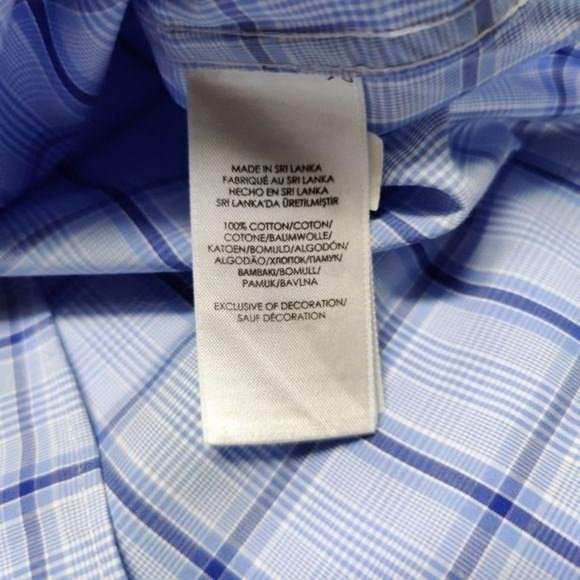 MADE IN SRI LANKA
FABRIQUÉ AU SRI LANKA
HECHO EN SRI LANKA
SRI LANKA'DA ÜRETILMIŞTIR
100% COTTON/COTON/
COTONE/BAUMWOLLE/
KATOEN/BOMULD/ALGODÓN/
ALGODÃO/ХЛОПОК/ПАМУК/
BAMBAKI/BOMULL/
PAMUK/BAVLNA
EXCLUSIVE OF DECORATION/
SAUF DÉCORATION